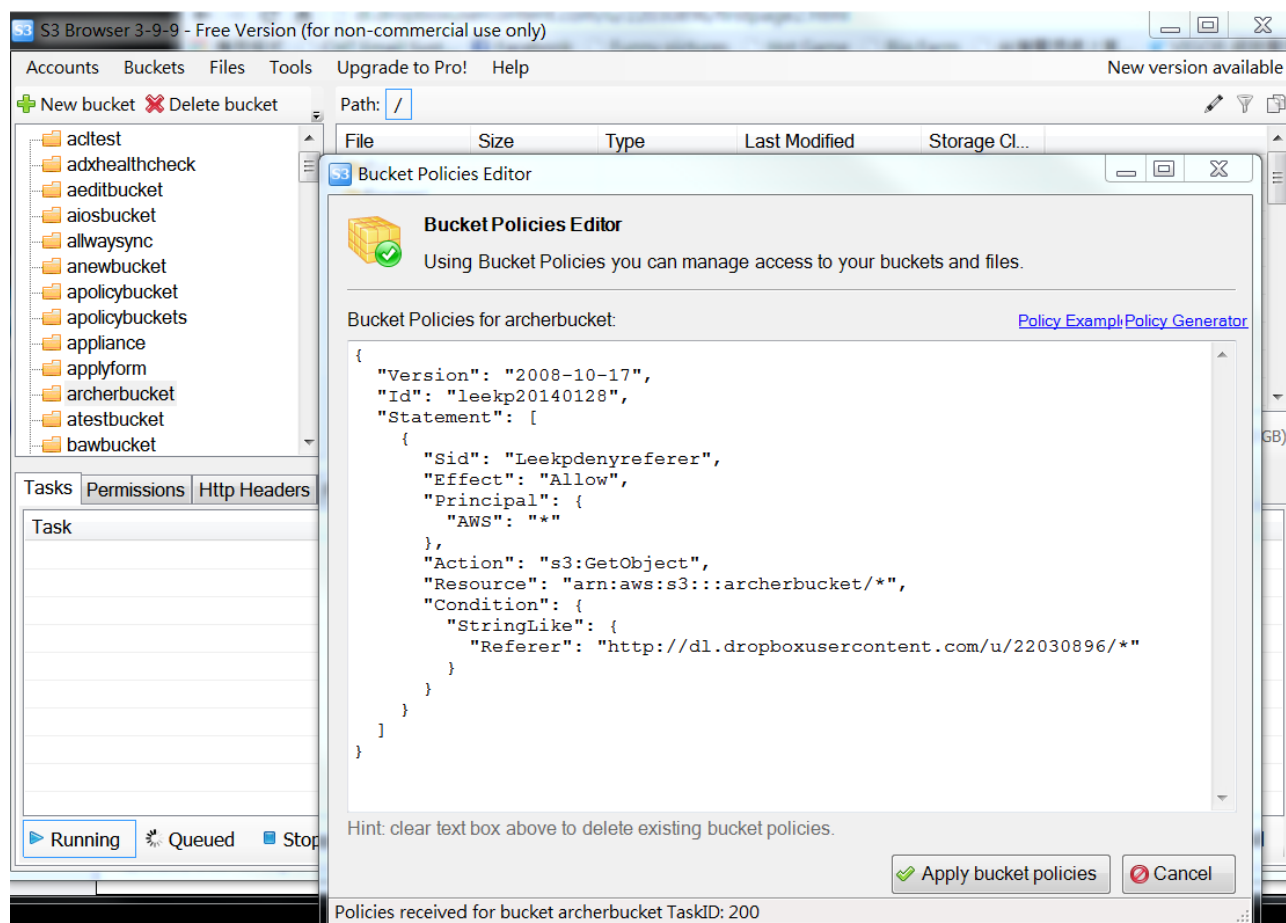 S3 S3 Browser 3-9-9 - Free Version (for non-commercial use only)
Accounts Buckets Files Tools Upgrade to Pro! Help New version available
New bucket Delete bucket Path: /
File Size Type Last Modified Storage Cl...
acltest
adxhealthcheck
aeditbucket
aiosbucket
allwaysync
anewbucket
apolicybucket
apolicybuckets
appliance
applyform
archerbucket
atestbucket
bawbucket
GB)
Tasks Permissions Http Headers
Task
Running Queued Stop
S3 Bucket Policies Editor
Bucket Policies Editor
Using Bucket Policies you can manage access to your buckets and files.
Bucket Policies for archerbucket: Policy Exampl Policy Generator
{
"Version": "2008-10-17",
"Id": "leekp20140128",
"Statement": [
{
"Sid": "Leekpdenyreferer",
"Effect": "Allow",
"Principal": {
"AWS": "*"
},
"Action": "s3:GetObject",
"Resource": "arn:aws:s3:::archerbucket/*",
"Condition": {
"StringLike": {
"Referer": "http://dl.dropboxusercontent.com/u/22030896/*"
}
}
}
]
}
Hint: clear text box above to delete existing bucket policies.
Apply bucket policies Cancel
Policies received for bucket archerbucket TaskID: 200